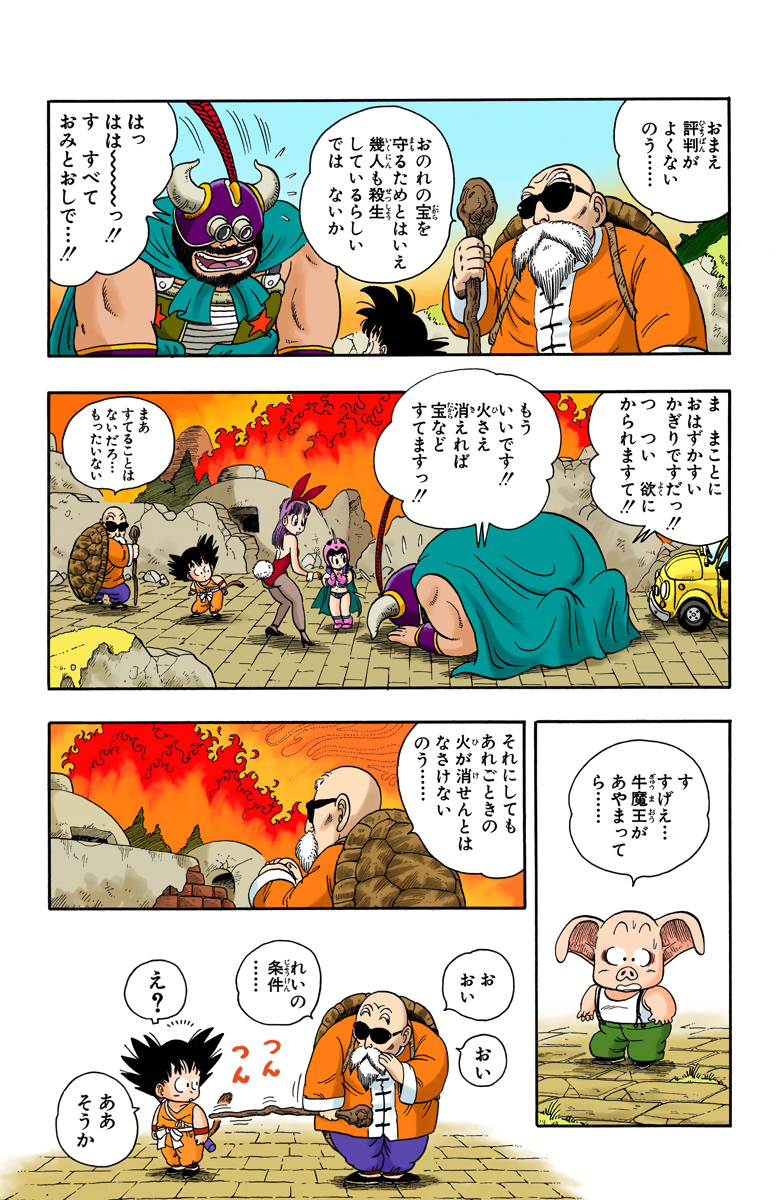 おまえ
評判が
よくない
のう……
おのれの宝を
守るためとはいえ
幾人も殺生
しているらしい
では ないか
はっ
はは～～～～っ!!
す すべて
おみとおしで…!!
ま まことに
おはずかすい
かぎりですだっ!!
つ つい 欲に
かられますて!!
もう
いいです!!
火さえ
消えれば
宝など
すてますっ!!
まあ
すてることは
ないだろ…
もったいない
す
すげえ…
牛魔王が
あやまって
ら……
それにしても
あれごときの
火が消せんとは
なさけない
のう……
お
おい
おい
れいの
条件
……
つん
つん
え?
ああ
そうか